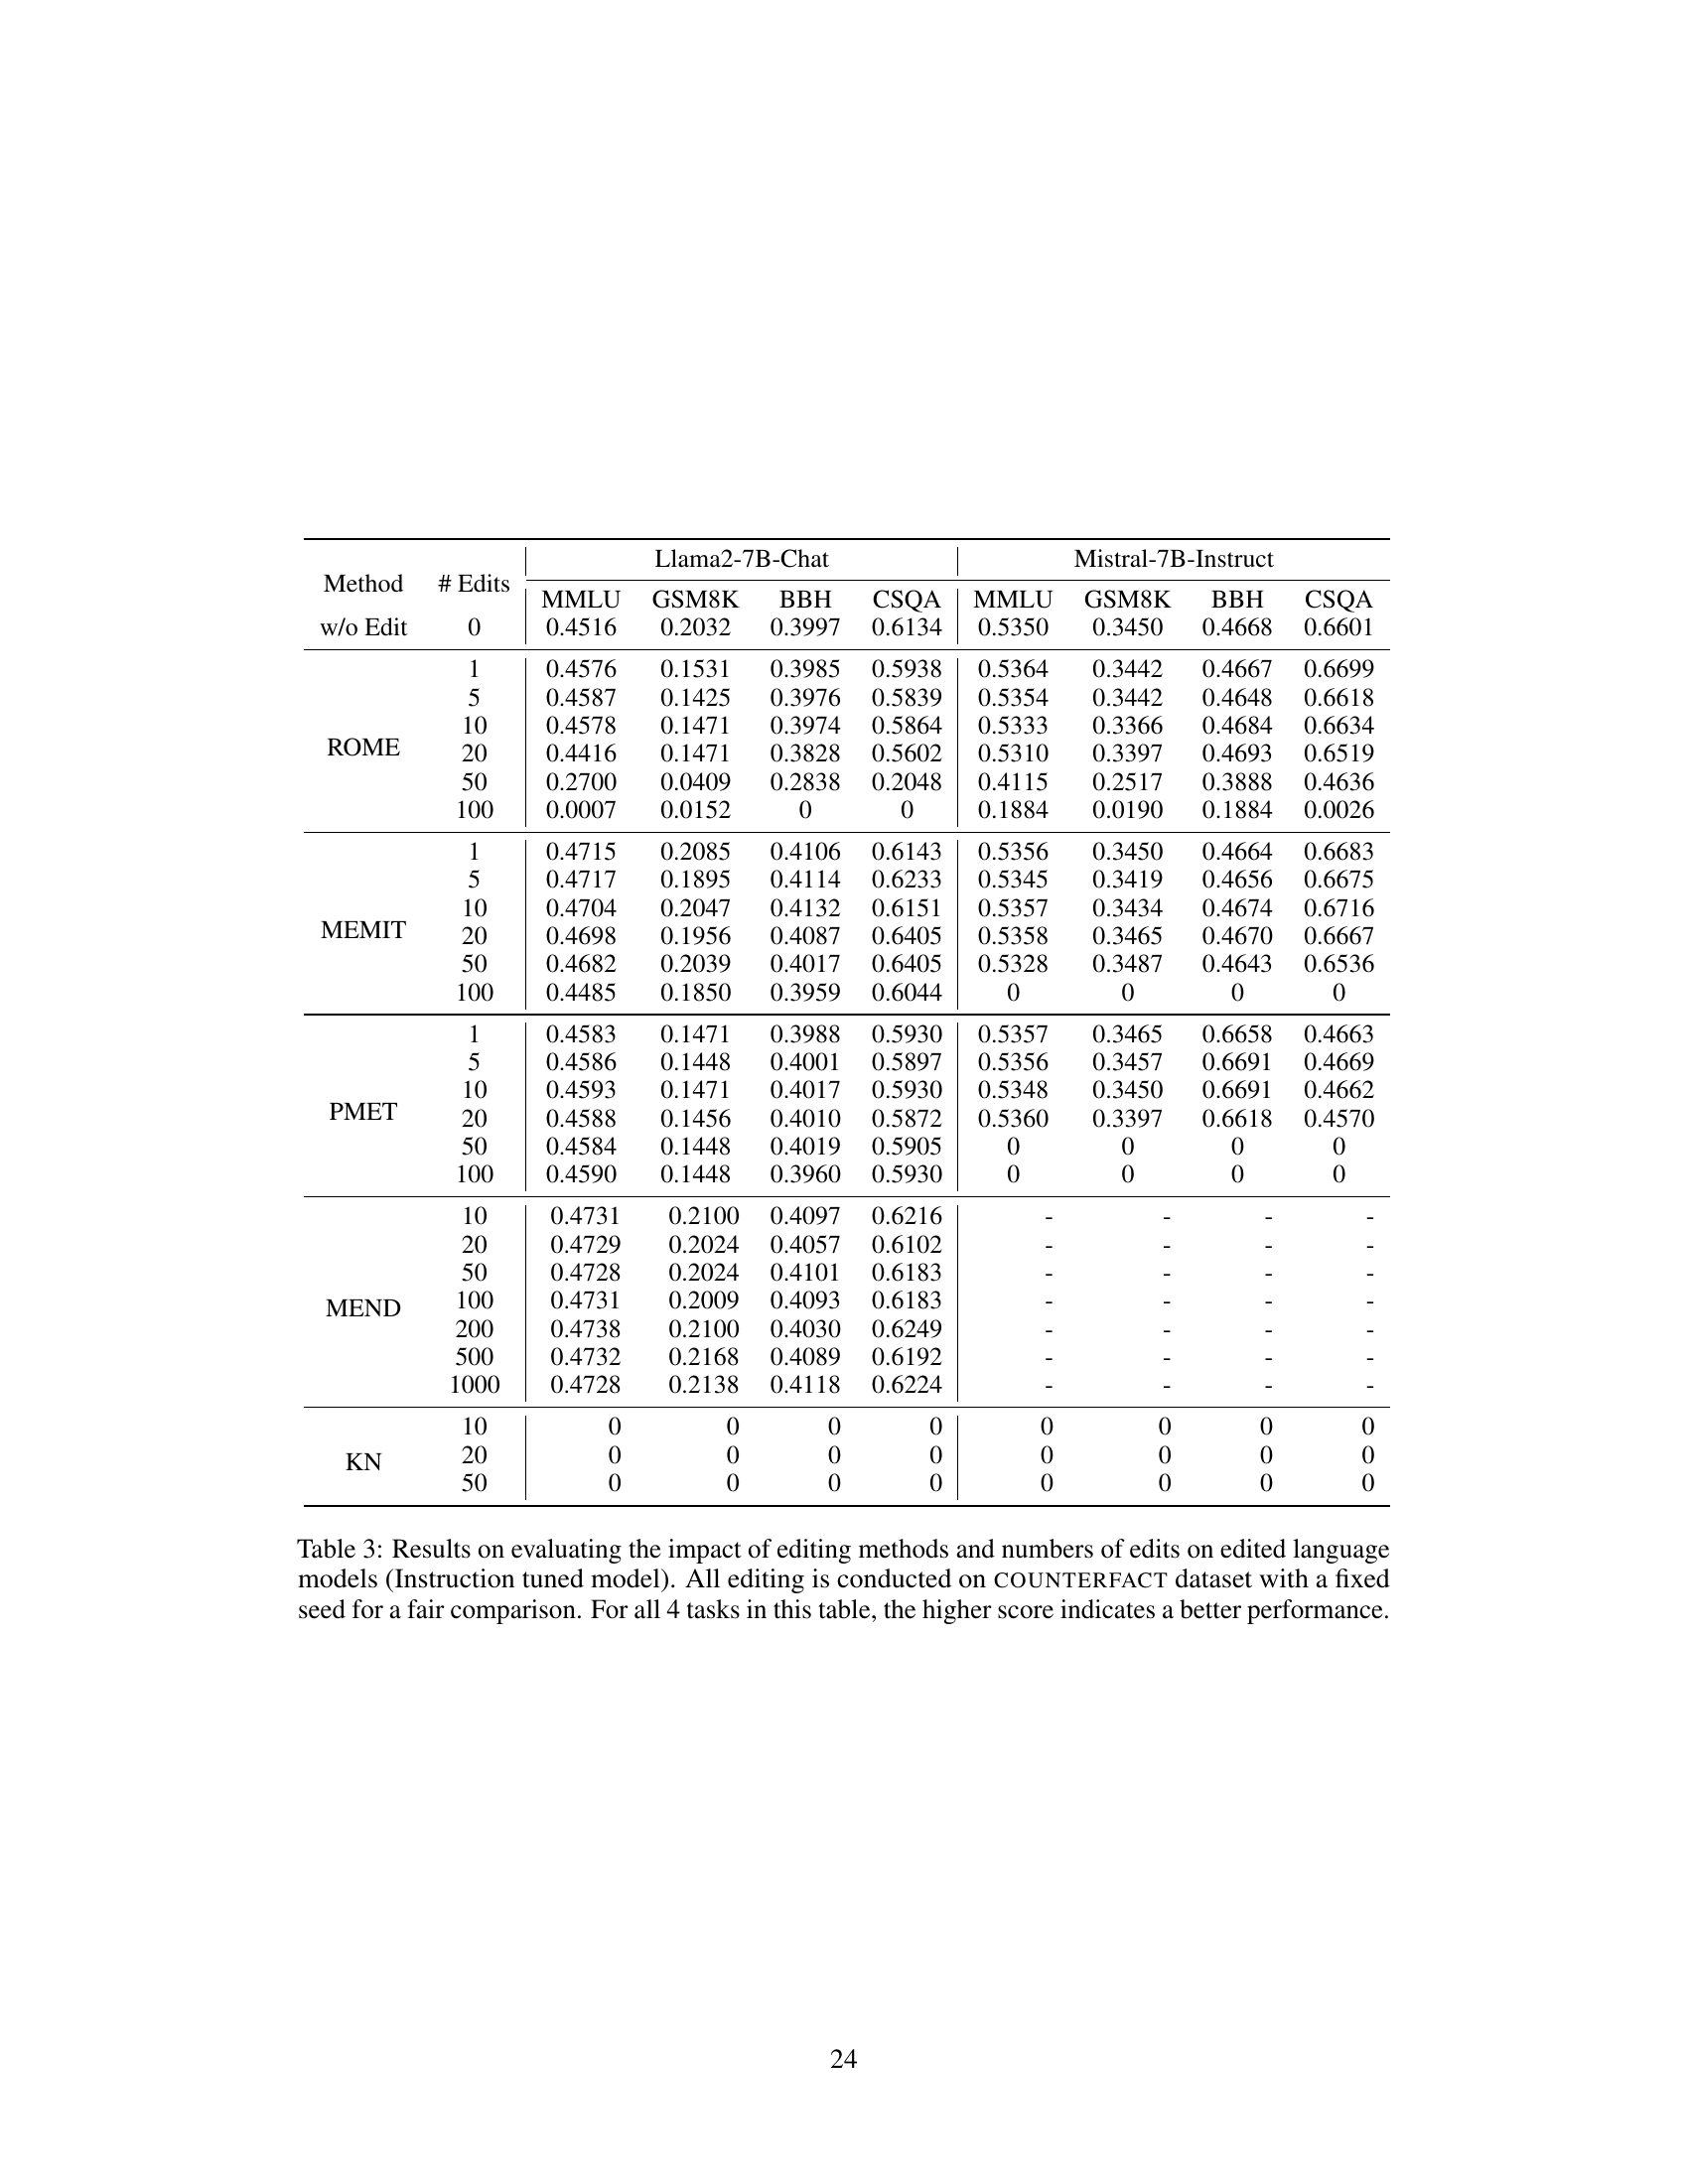 Llama2-7B-Chat Mistral-7B-Instruct
Method # Edits
MMLU GSM8K BBH CSQA MMLU GSM8K BBH CSQA
w/o Edit 0 0.4516 0.2032 0.3997 0.6134 0.5350 0.3450 0.4668 0.6601
1 0.4576 0.1531 0.3985 0.5938 0.5364 0.3442 0.4667 0.6699
5 0.4587 0.1425 0.3976 0.5839 0.5354 0.3442 0.4648 0.6618
10 0.4578 0.1471 0.3974 0.5864 0.5333 0.3366 0.4684 0.6634
ROME
20 0.4416 0.1471 0.3828 0.5602 0.5310 0.3397 0.4693 0.6519
50 0.2700 0.0409 0.2838 0.2048 0.4115 0.2517 0.3888 0.4636
100 0.0007 0.0152 0 0 0.1884 0.0190 0.1884 0.0026
1 0.4715 0.2085 0.4106 0.6143 0.5356 0.3450 0.4664 0.6683
5 0.4717 0.1895 0.4114 0.6233 0.5345 0.3419 0.4656 0.6675
10 0.4704 0.2047 0.4132 0.6151 0.5357 0.3434 0.4674 0.6716
MEMIT
20 0.4698 0.1956 0.4087 0.6405 0.5358 0.3465 0.4670 0.6667
50 0.4682 0.2039 0.4017 0.6405 0.5328 0.3487 0.4643 0.6536
100 0.4485 0.1850 0.3959 0.6044 0 0 0 0
1 0.4583 0.1471 0.3988 0.5930 0.5357 0.3465 0.6658 0.4663
5 0.4586 0.1448 0.4001 0.5897 0.5356 0.3457 0.6691 0.4669
10 0.4593 0.1471 0.4017 0.5930 0.5348 0.3450 0.6691 0.4662
PMET
20 0.4588 0.1456 0.4010 0.5872 0.5360 0.3397 0.6618 0.4570
50 0.4584 0.1448 0.4019 0.5905 0 0 0 0
100 0.4590 0.1448 0.3960 0.5930 0 0 0 0
10 0.4731 0.2100 0.4097 0.6216 - - - -
20 0.4729 0.2024 0.4057 0.6102 - - - -
50 0.4728 0.2024 0.4101 0.6183 - - - -
MEND 100 0.4731 0.2009 0.4093 0.6183 - - - -
200 0.4738 0.2100 0.4030 0.6249 - - - -
500 0.4732 0.2168 0.4089 0.6192 - - - -
1000 0.4728 0.2138 0.4118 0.6224 - - - -
10 0 0 0 0 0 0 0 0
KN 20 0 0 0 0 0 0 0 0
50 0 0 0 0 0 0 0 0
Table 3: Results on evaluating the impact of editing methods and numbers of edits on edited language
models (Instruction tuned model). All editing is conducted on COUNTERFACT dataset with a fixed
seed for a fair comparison. For all 4 tasks in this table, the higher score indicates a better performance.
24